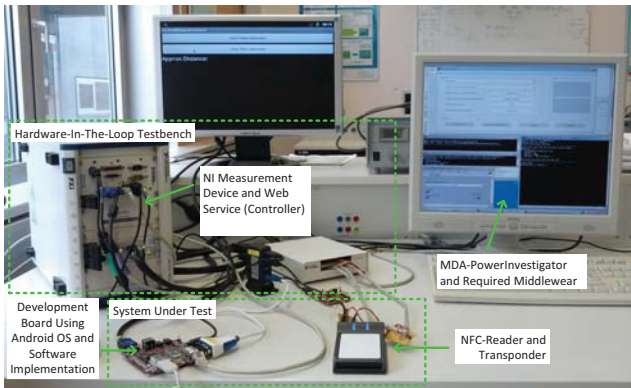 Approx.Distance:
Hardware-In-The-Loop Testbench
NI Measurement
Device and Web
Service (Controller)
PXI
MDA-PowerInvestigator
and Required Middlewear
Development
Board Using
Android OS and
Software
Implementation
System Under Test
NFC-Reader and
Transponder